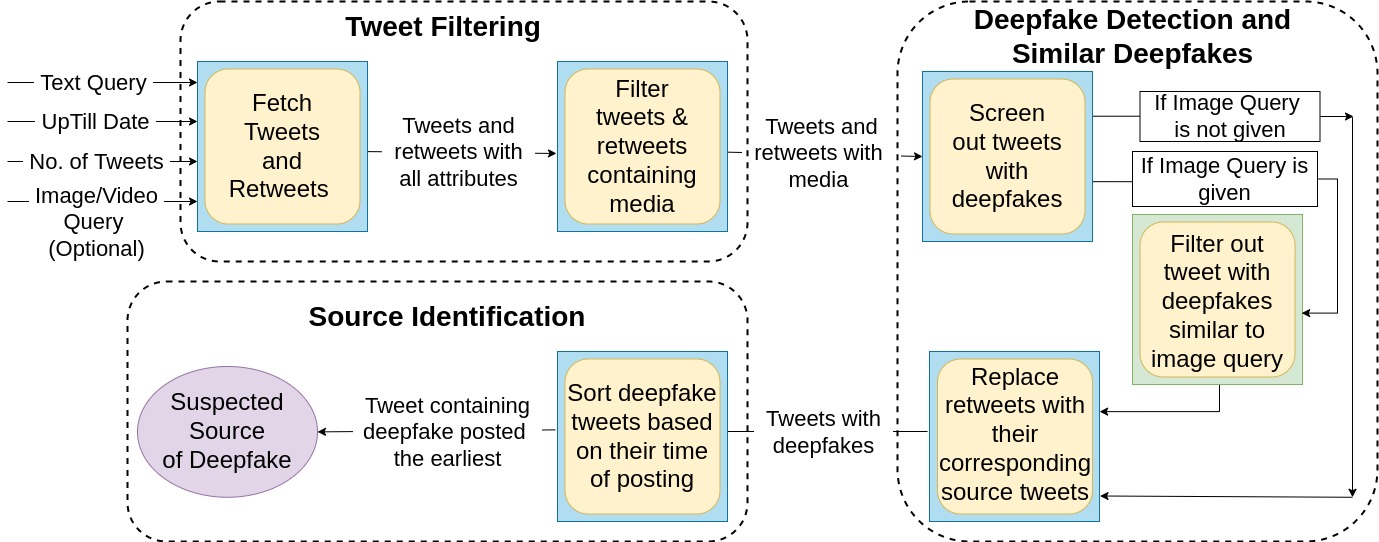 Tweet Filtering
Text Query
UpTill Date
No. of Tweets
Image/Video
Query
(Optional)
Fetch
Tweets
and
Retweets
Tweets and
retweets with
all attributes
Filter
tweets &
retweets
containing
media
Tweets and
retweets with
media
Deepfake Detection and
Similar Deepfakes
Screen
out tweets
with
deepfakes
If Image Query
is not given
If Image Query is
given
Filter out
tweet with
deepfakes
similar to
image query
Replace
retweets with
their
corresponding
source tweets
Tweets with
deepfakes
Source Identification
Sort deepfake
tweets based
on their time
of posting
Tweet containing
deepfake posted
the earliest
Suspected
Source
of Deepfake